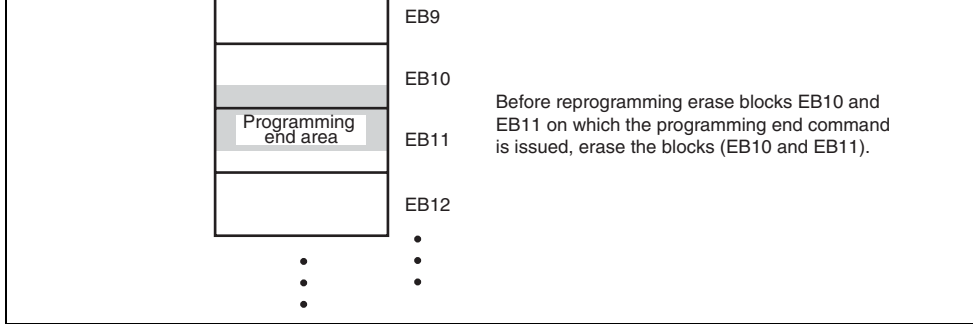 EB9
EB10
Programming
end area
EB11
EB12
Before reprogramming erase blocks EB10 and
EB11 on which the programming end command
is issued, erase the blocks (EB10 and EB11).